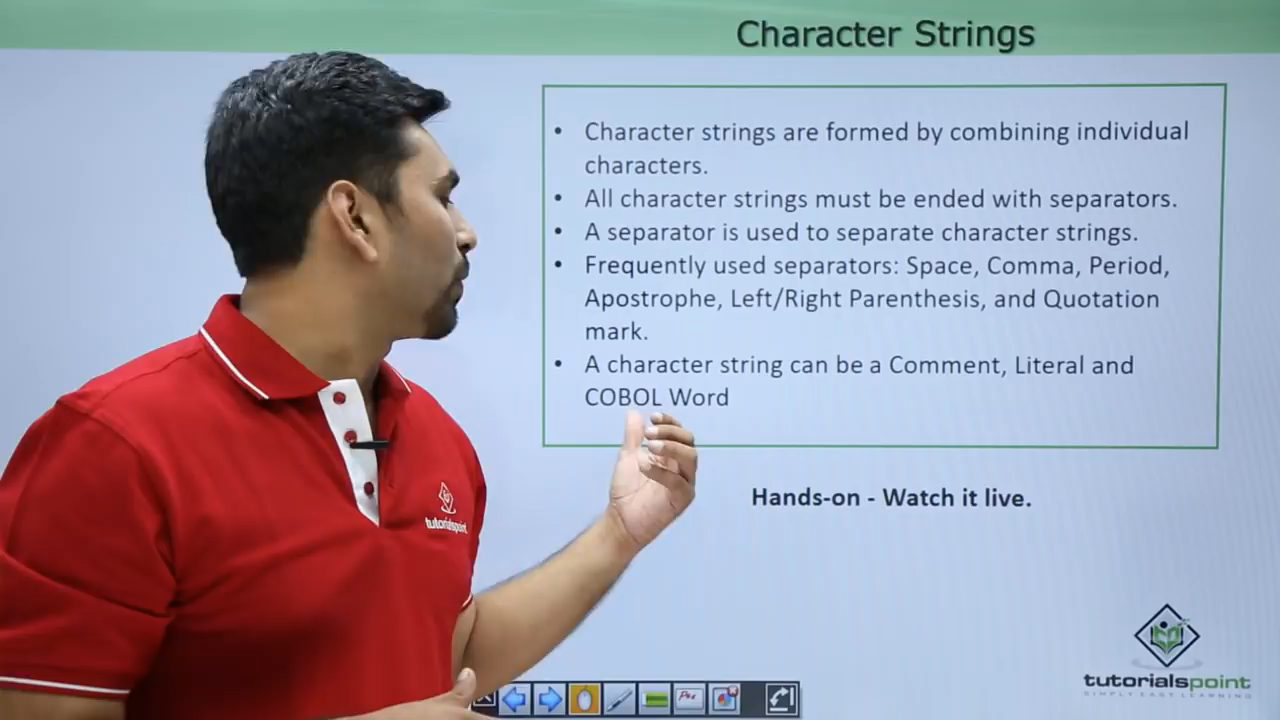 Character Strings
• Character strings are formed by combining individual
characters.
• All character strings must be ended with separators.
• A separator is used to separate character strings.
• Frequently used separators: Space, Comma, Period,
Apostrophe, Left/Right Parenthesis, and Quotation
mark.
• A character string can be a Comment, Literal and
COBOL Word
Hands-on - Watch it live.
tutorialspoint
tutorialspoint
SIMPLY EASY LEARNING